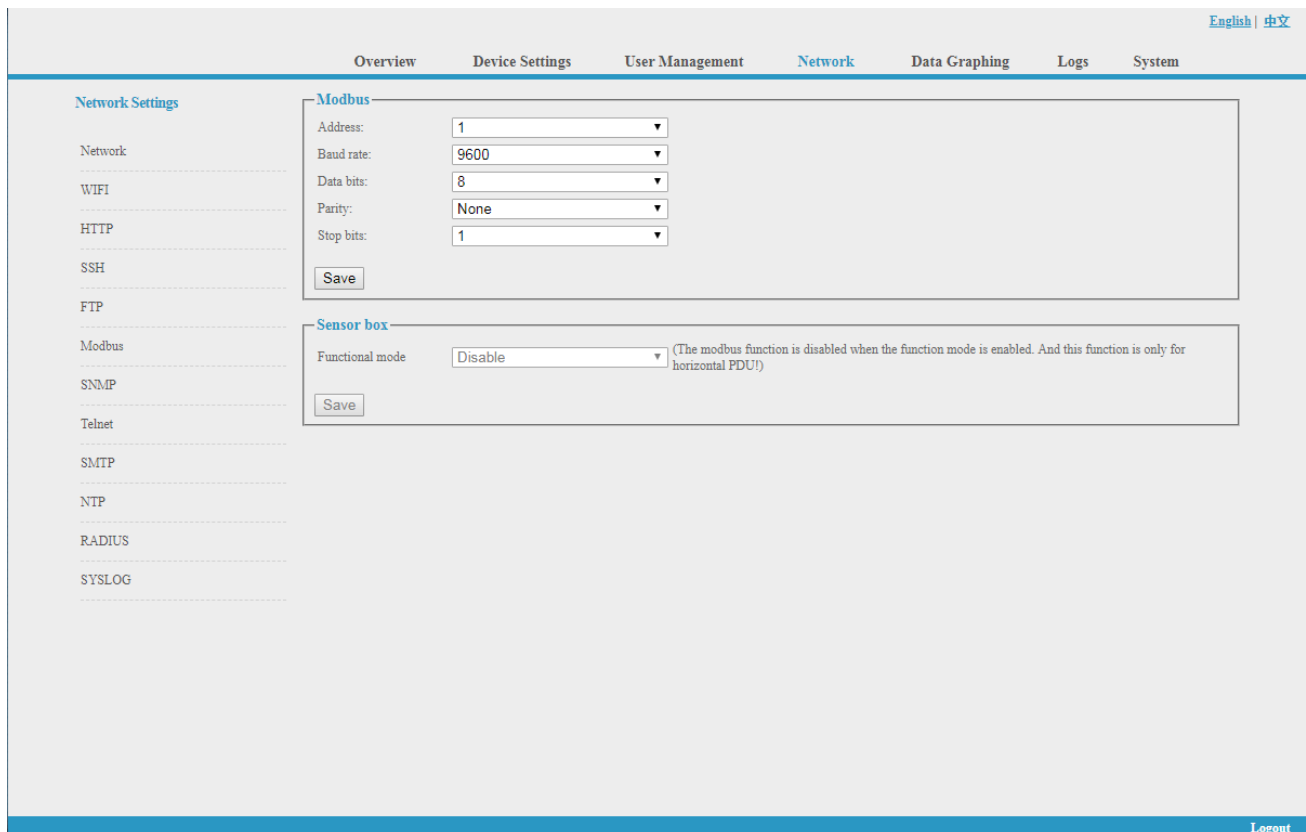 English | 中文
Overview Device Settings User Management Network Data Graphing Logs System
Network Settings
Network
WIFI
HTTP
SSH
FTP
Modbus
SNMP
Telnet
SMTP
NTP
RADIUS
SYSLOG
Modbus
Address: 1
Baud rate: 9600
Data bits: 8
Parity: None
Stop bits: 1
Save
Sensor box
Functional mode Disable (The modbus function is disabled when the function mode is enabled. And this function is only for
horizontal PDU!)
Save
Logout